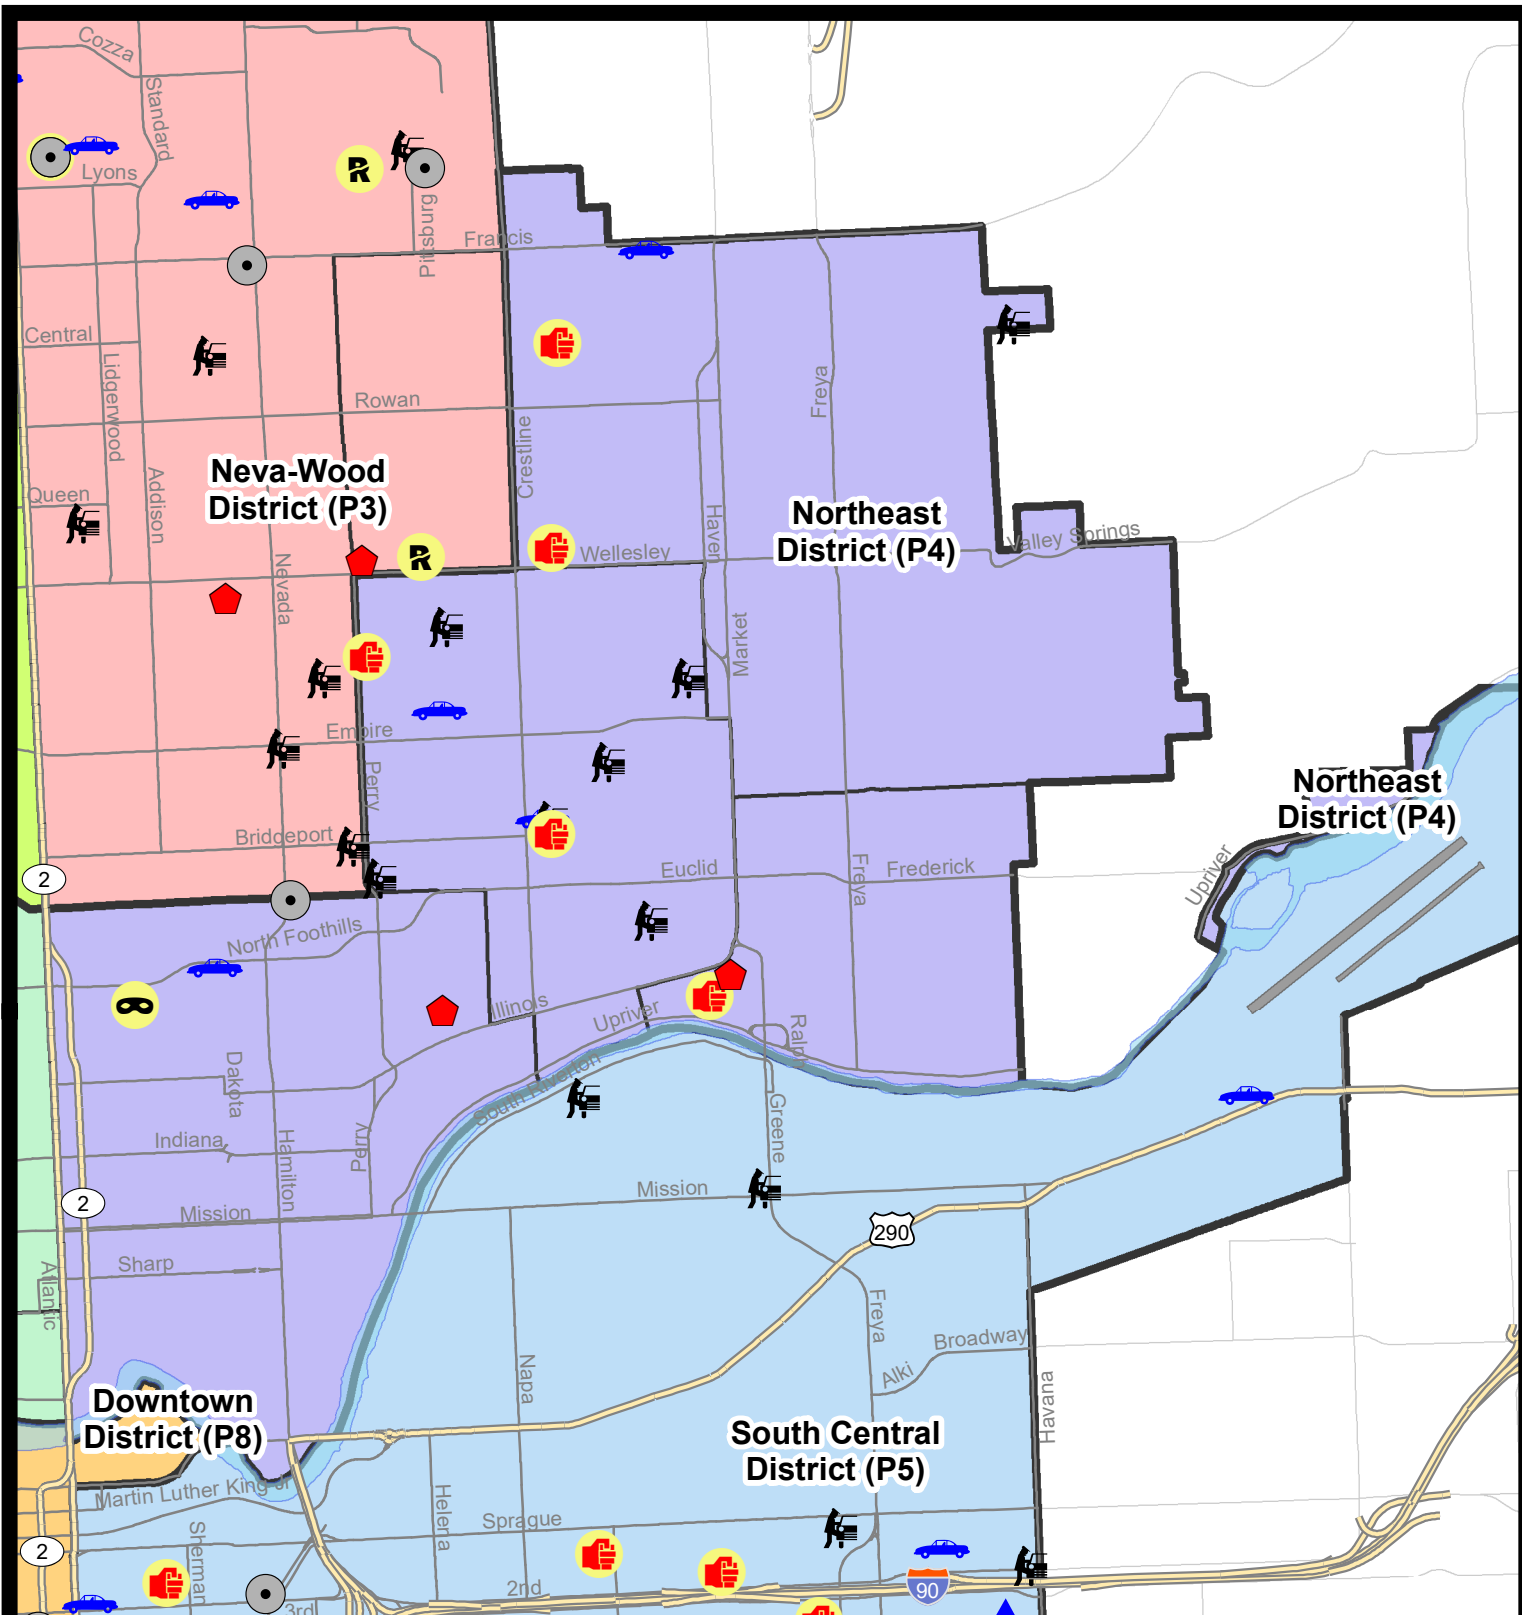 Cozza
Standard
Lyons
R
Pittsburg
Francis
Central
Lidgerwood
Rowan
Freya
Crestline
Neva-Wood
District (P3)
Queen
Addison
Haven
Northeast
District (P4)
Valley Springs
Wellesley
R
Nevada
Market
Empire
Perry
Northeast
District (P4)
Bridgeport
2
Euclid
Freya
Frederick
Upriver
North Foothills
Illinois
Upriver
Ralph
South Riverton
Dakota
Greene
Indiana
Hamilton
Perry
Mission
2
Mission
290
Sharp
Atlantic
Freya
Broadway
Alki
Napa
Havana
Downtown
District (P8)
South Central
District (P5)
Martin Luther King Jr
Helena
Sprague
Sherman
2
2nd
90
3rd